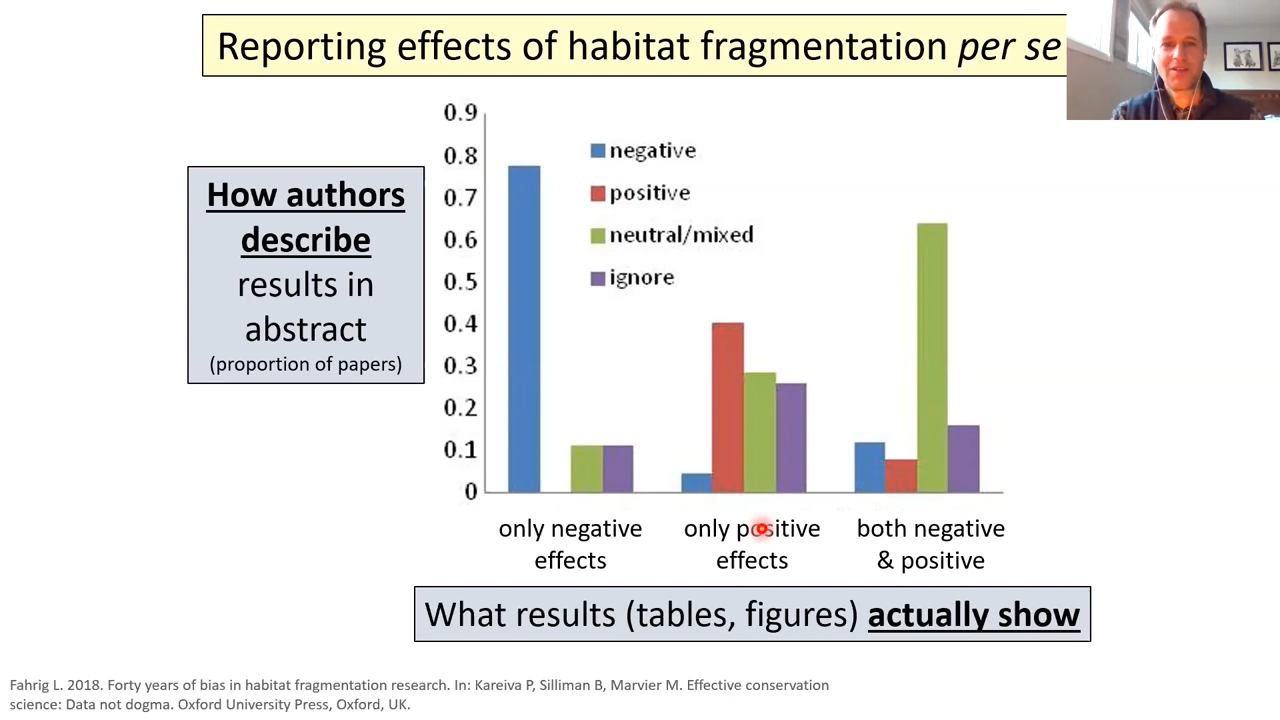 Reporting effects of habitat fragmentation per se
How authors
describe
results in
abstract
(proportion of papers)
0.9
0.8
0.7
0.6
0.5
0.4
0.3
0.2
0.1
0
negative
positive
neutral/mixed
ignore
only negative
effects
only positive
effects
both negative
& positive
What results (tables, figures) actually show
Fahrig L. 2018. Forty years of bias in habitat fragmentation research. In: Kareiva P, Silliman B, Marvier M. Effective conservation
science: Data not dogma. Oxford University Press, Oxford, UK.